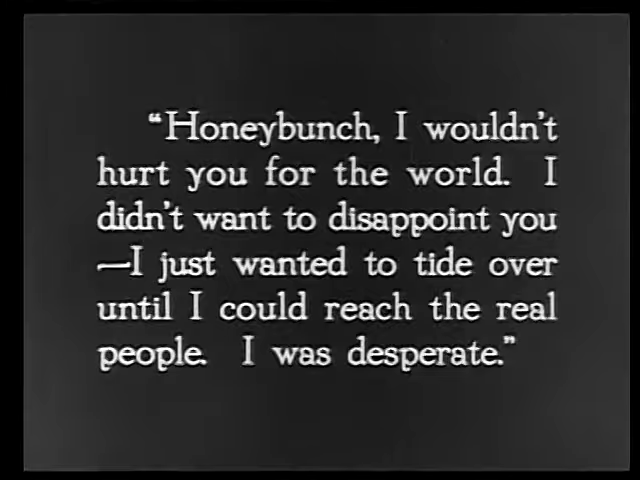 “Honeybunch, I wouldn't
hurt you for the world. I
didn't want to disappoint you
—I just wanted to tide over
until I could reach the real
people. I was desperate.”